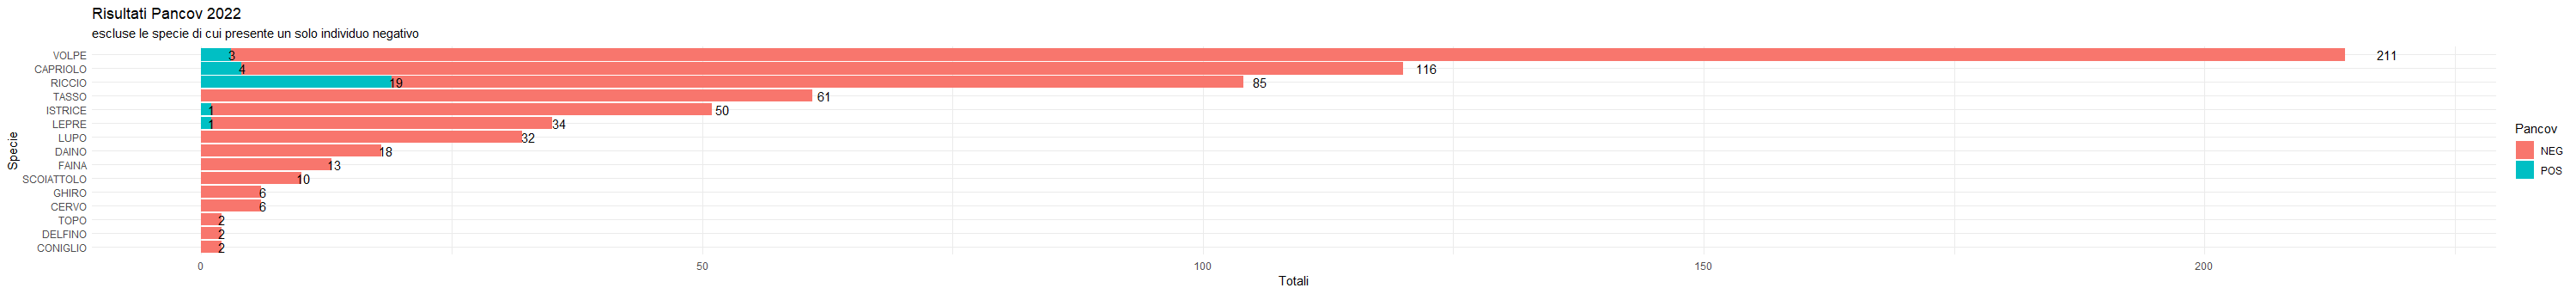 Risultati Pancov 2022
escluse le specie di cui presente un solo individuo negativo
Specie
VOLPE 3 211
CAPRIOLO 4 116
RICCIO 19 85
TASSO 61
ISTRICE 1 50
LEPRE 1 34
LUPO 32
DAINO 18
FAINA 13
SCOIATTOLO 10
GHIRO 6
CERVO 6
TOPO 2
DELFINO 2
CONIGLIO 2
0 50 100 150 200
Totali
Pancov
NEG
POS